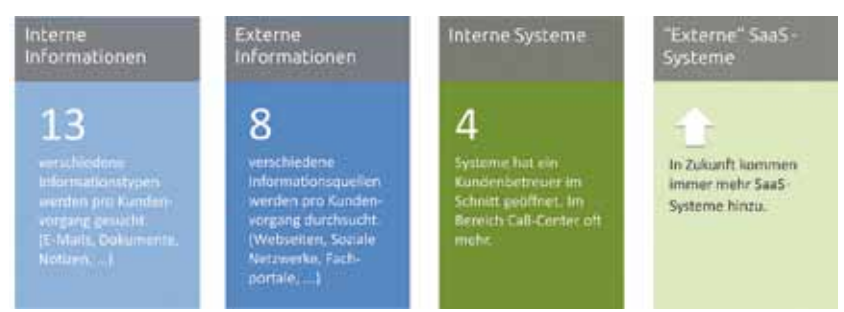 Interne
Informationen
13
verschiedene
Informationstypen
werden pro Kunden-
vorgang gesucht.
(E-Mails, Dokumente,
Notizen, ...)
Externe
Informationen
8
verschiedene
Informationsquellen
werden pro Kunden-
vorgang durchsucht.
(Webseiten, Soziale
Netzwerke, Fach-
portale, ...)
Interne Systeme
4
Systeme hat ein
Kundenbetreuer im
Schnitt geöffnet. Im
Bereich Call-Center oft
mehr.
"Externe" SaaS-
Systeme
In Zukunft kommen
immer mehr SaaS-
Systeme hinzu.